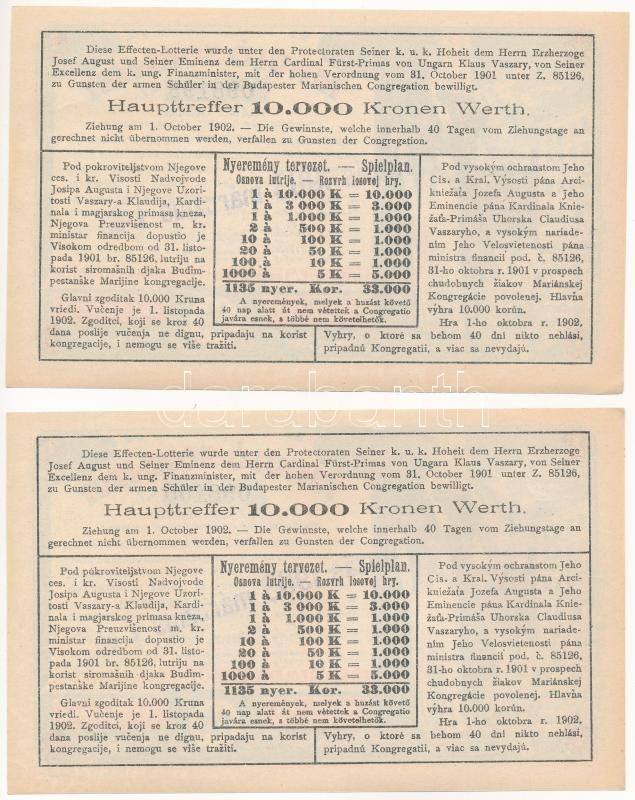 Diese Effecten-Lotterie wurde unter den Protectoraten Seiner k. u. k. Hoheit dem Herrn Erzherzoge
Josef August und Seiner Eminenz dem Herrn Cardinal Fürst-Primas von Ungarn Klaus Vaszary, von Seiner
Excellenz dem k. ung. Finanzminister, mit der hohen Verordnung vom 31. October 1901 unter Z. 85126,
zu Gunsten der armen Schüler in der Budapester Marianischen Congregation bewilligt.
Haupttreffer 10.000 Kronen Werth.
Ziehung am 1. October 1902. — Die Gewinnste, welche innerhalb 40 Tagen vom Ziehungstage an
gerechnet nicht übernommen werden, verfallen zu Gunsten der Congregation.
Pod pokroviteljstvom Njegove
ces. i kr. Visosti Nadvojvode
Josipa Augusta i Njegove Uzori-
tosti Vaszary-a Klaudija, Kardi-
nala i magjarskog primasa kneza,
Njegova Preuzvišenost m. kr.
ministar financija dopustio je
Visokom odredbom od 31. listo-
pada 1901 br. 85126, lutriju na
korist siromašnih djaka Budim-
pestanške Marijine kongregacije.
Glavni zgoditak 10.000 Kruna
vriedi. Vučenje je 1. listopada
1902. Zgoditci, koji se kroz 40
dana poslije vučenja ne dignu, pripadaju na korist
kongregacije, i nemogu se više tražiti.
Nyeremény tervezet. — Spielplan.
Osnova lutrije. — Rozvrh losovej hry.
1 à 10.000 K = 10.000
1 à 3 000 K = 3.000
1 à 1.000 K = 1.000
2 à 500 K = 1.000
10 à 100 K = 1.000
20 à 50 K = 1.000
100 à 10 K = 1.000
1000 à 5 K = 5.000
1135 nyer. Kor. 33.000
A nyeremények, melyek a huzást követő
40 nap alatt át nem vétettek a Congregatio
javára esnek, s többé nem követelhetők.
Pod vysokým ochranstom Jeho
Cis. a Kral. Výsosti pána Arci-
kniežaťa Jozefa Augusta a Jeho
Eminencie pána Kardinala Knie-
žaťa-Primáša Uhorska Claudiusa
Vaszaryho, a vysokým nariade-
ním Jeho Velosvietenosti pána
ministra financií pod. č. 85126,
31-ho oktobra r. 1901 v prospech
chudobných žiakov Mariánskej
Kongregácie povolenej. Hlavňa
výhra 10.000 korún.
Hra 1-ho oktobra r. 1902.
Vyhry, o ktoré sa behom 40 dni nikto nehlási,
pripadnú Kongregatii, a viac sa nevydajú.
darabanth
Diese Effecten-Lotterie wurde unter den Protectoraten Seiner k. u. k. Hoheit dem Herrn Erzherzoge
Josef August und Seiner Eminenz dem Herrn Cardinal Fürst-Primas von Ungarn Klaus Vaszary, von Seiner
Excellenz dem k. ung. Finanzminister, mit der hohen Verordnung vom 31. October 1901 unter Z. 85126,
zu Gunsten der armen Schüler in der Budapester Marianischen Congregation bewilligt.
Haupttreffer 10.000 Kronen Werth.
Ziehung am 1. October 1902. — Die Gewinnste, welche innerhalb 40 Tagen vom Ziehungstage an
gerechnet nicht übernommen werden, verfallen zu Gunsten der Congregation.
Pod pokroviteljstvom Njegove
ces. i kr. Visosti Nadvojvode
Josipa Augusta i Njegove Uzori-
tosti Vaszary-a Klaudija, Kardi-
nala i magjarskog primasa kneza,
Njegova Preuzvišenost m. kr.
ministar financija dopustio je
Visokom odredbom od 31. listo-
pada 1901 br. 85126, lutriju na
korist siromašnih djaka Budim-
pestanške Marijine kongregacije.
Glavni zgoditak 10.000 Kruna
vriedi. Vučenje je 1. listopada
1902. Zgoditci, koji se kroz 40
dana poslije vučenja ne dignu, pripadaju na korist
kongregacije, i nemogu se više tražiti.
Nyeremény tervezet. — Spielplan.
Osnova lutrije. — Rozvrh losovej hry.
1 à 10.000 K = 10.000
1 à 3 000 K = 3.000
1 à 1.000 K = 1.000
2 à 500 K = 1.000
10 à 100 K = 1.000
20 à 50 K = 1.000
100 à 10 K = 1.000
1000 à 5 K = 5.000
1135 nyer. Kor. 33.000
A nyeremények, melyek a huzást követő
40 nap alatt át nem vétettek a Congregatio
javára esnek, s többé nem követelhetők.
Pod vysokým ochranstom Jeho
Cis. a Kral. Výsosti pána Arci-
kniežaťa Jozefa Augusta a Jeho
Eminencie pána Kardinala Knie-
žaťa-Primáša Uhorska Claudiusa
Vaszaryho, a vysokým nariade-
ním Jeho Velosvietenosti pána
ministra financií pod. č. 85126,
31-ho oktobra r. 1901 v prospech
chudobných žiakov Mariánskej
Kongregácie povolenej. Hlavňa
výhra 10.000 korún.
Hra 1-ho oktobra r. 1902.
Vyhry, o ktoré sa behom 40 dni nikto nehlási,
pripadnú Kongregatii, a viac sa nevydajú.